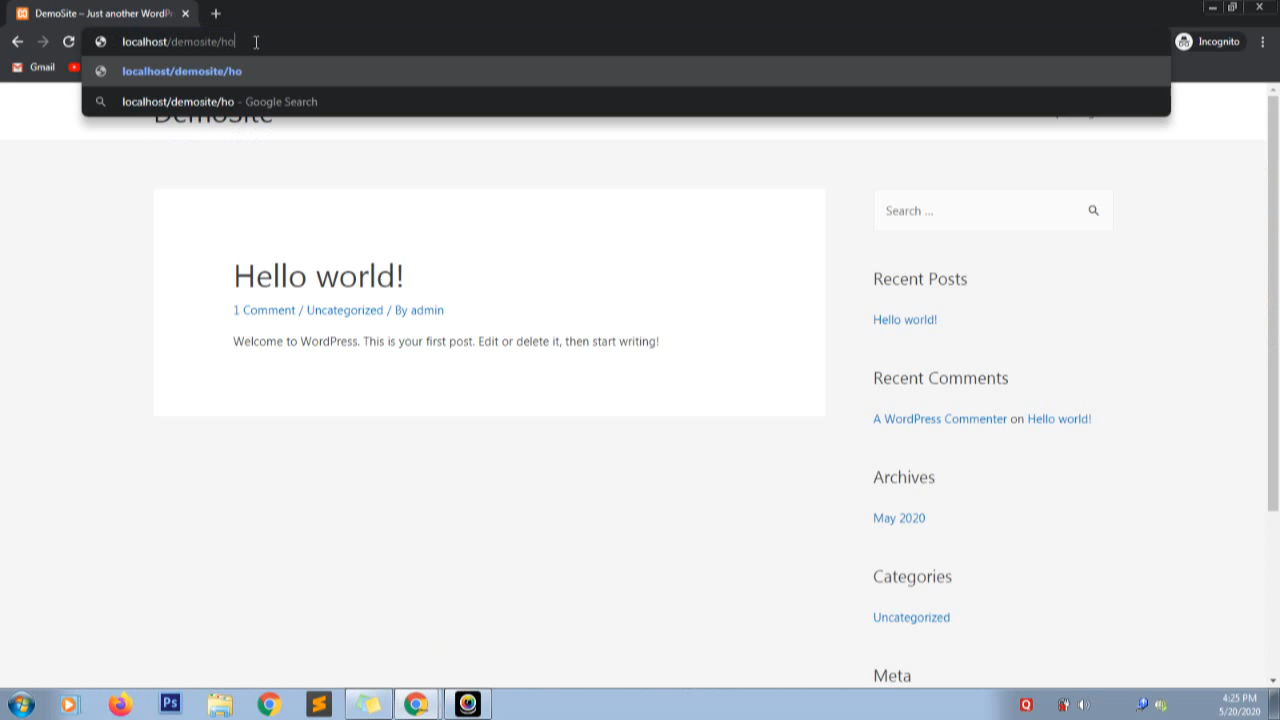 DemoSite – Just another WordPr
localhost/demosite/ho
Incognito
Gmail
localhost/demosite/ho
localhost/demosite/ho - Google Search
DemoSite
Hello world!
1 Comment / Uncategorized / By admin
Welcome to WordPress. This is your first post. Edit or delete it, then start writing!
Search ...
Recent Posts
Hello world!
Recent Comments
A WordPress Commenter on Hello world!
Archives
May 2020
Categories
Uncategorized
Meta
Ps
4:25 PM
5/20/2020